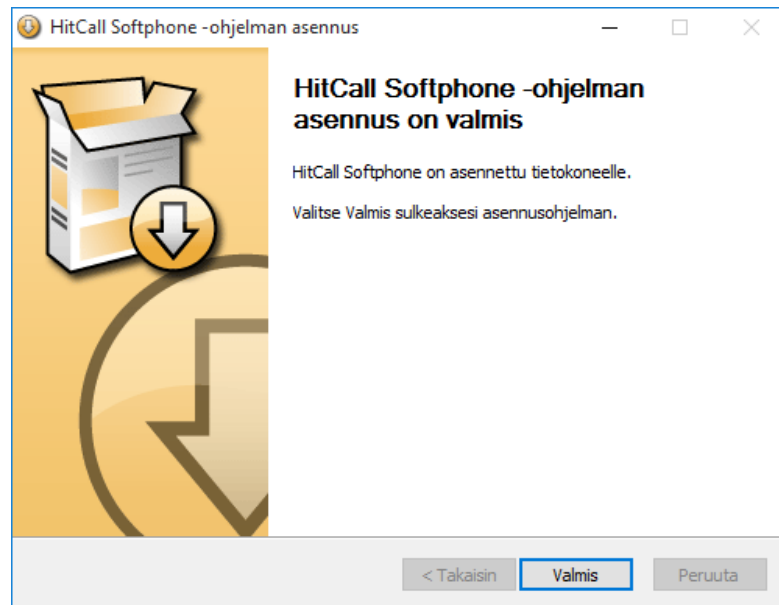 HitCall Softphone -ohjelman asennus
HitCall Softphone -ohjelman
asennus on valmis
HitCall Softphone on asennettu tietokoneelle.
Valitse Valmis sulkeaksesi asennusohjelman.
< Takaisin
Valmis
Peruuta